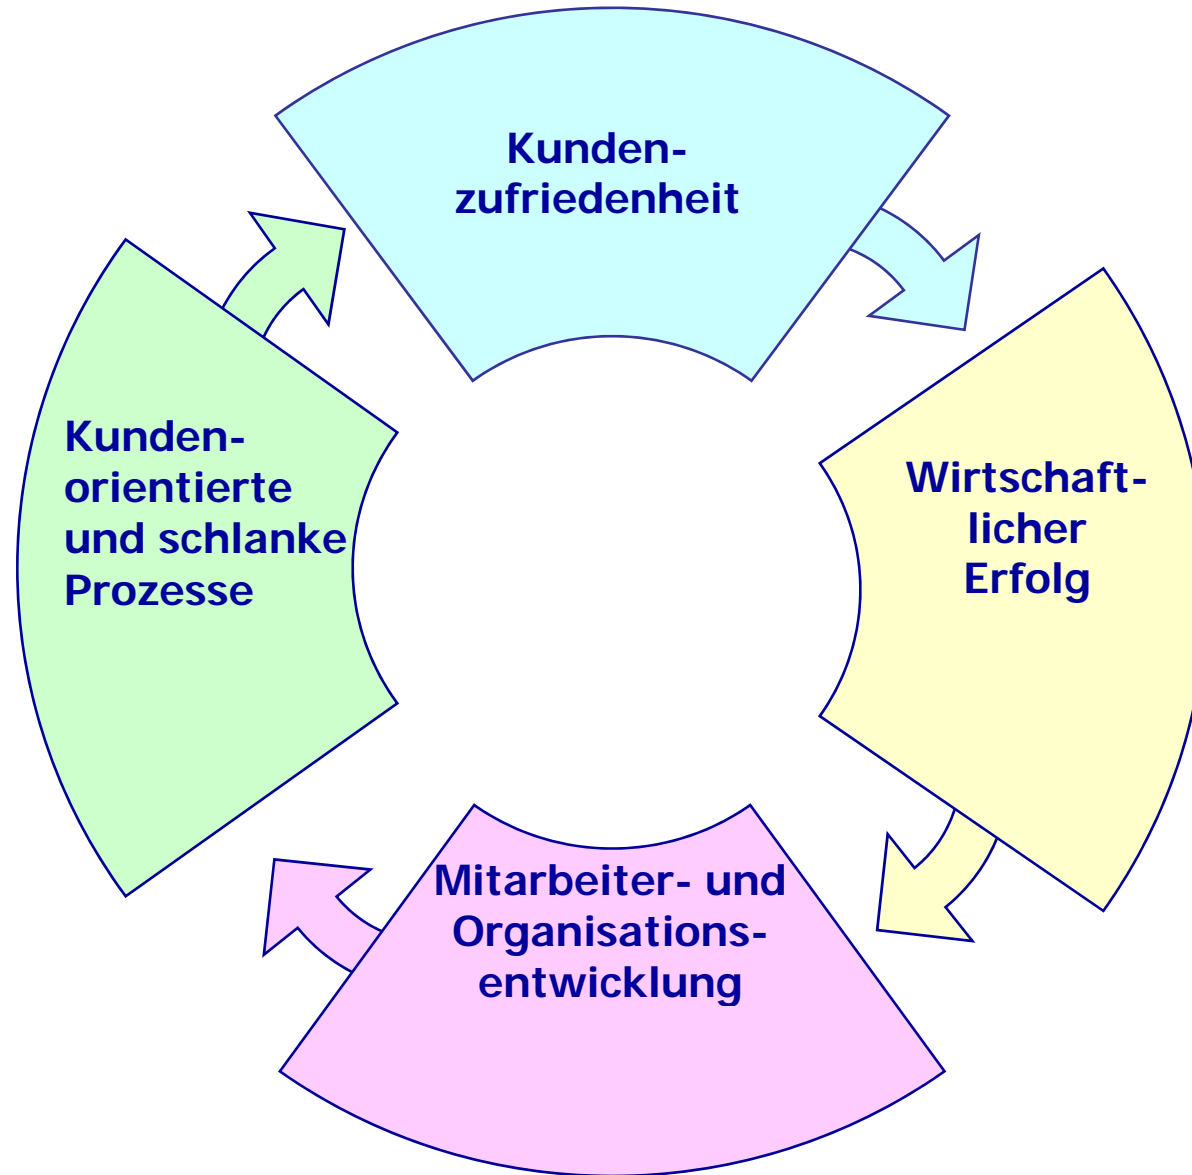 Kunden-
zufriedenheit
Kunden-
orientierte
und schlanke
Prozesse
Wirtschaft-
licher
Erfolg
Mitarbeiter- und
Organisations-
entwicklung